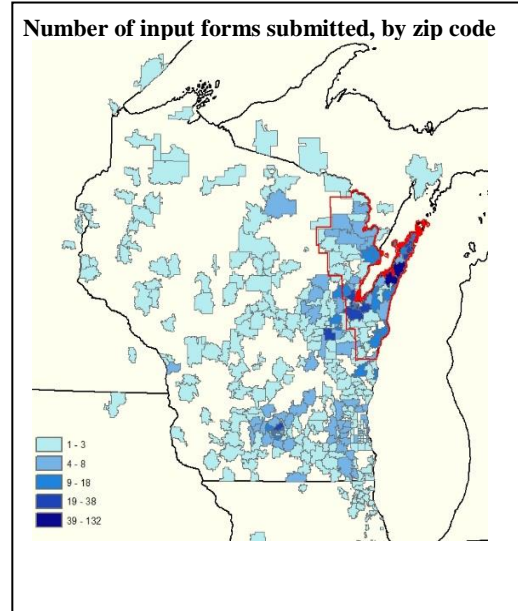 Number of input forms submitted, by zip code
1 - 3
4 - 8
9 - 18
19 - 38
39 - 132